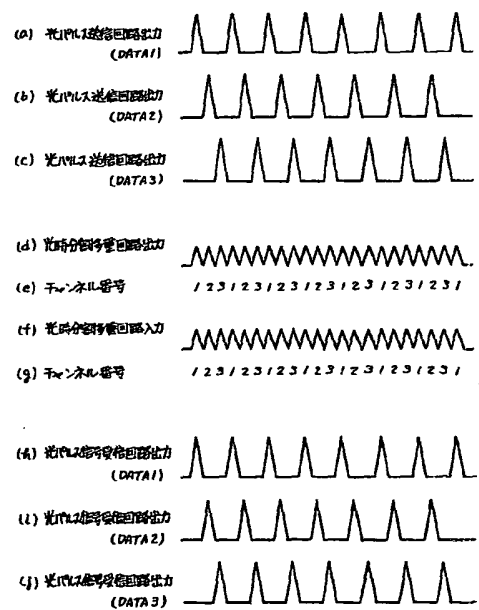 (a) 光パルス送信回路出力
(DATA1)
(b) 光パルス送信回路出力
(DATA2)
(c) 光パルス送信回路出力
(DATA3)
(d) 光時分割多重回路出力
(e) チャンネル番号 1 2 3 1 2 3 1 2 3 1 2 3 1 2 3 1 2 3 1 2 3 1
(f) 光時分割多重回路入力
(g) チャンネル番号 1 2 3 1 2 3 1 2 3 1 2 3 1 2 3 1 2 3 1 2 3 1
(h) 光パルス信号受信回路出力
(DATA1)
(i) 光パルス信号受信回路出力
(DATA2)
(j) 光パルス信号受信回路出力
(DATA3)